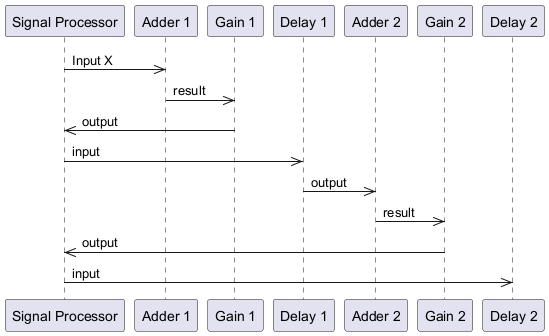 Signal Processor Adder 1 Gain 1 Delay 1 Adder 2 Gain 2 Delay 2
Input X
result
output
input
output
result
output
input
Signal Processor Adder 1 Gain 1 Delay 1 Adder 2 Gain 2 Delay 2